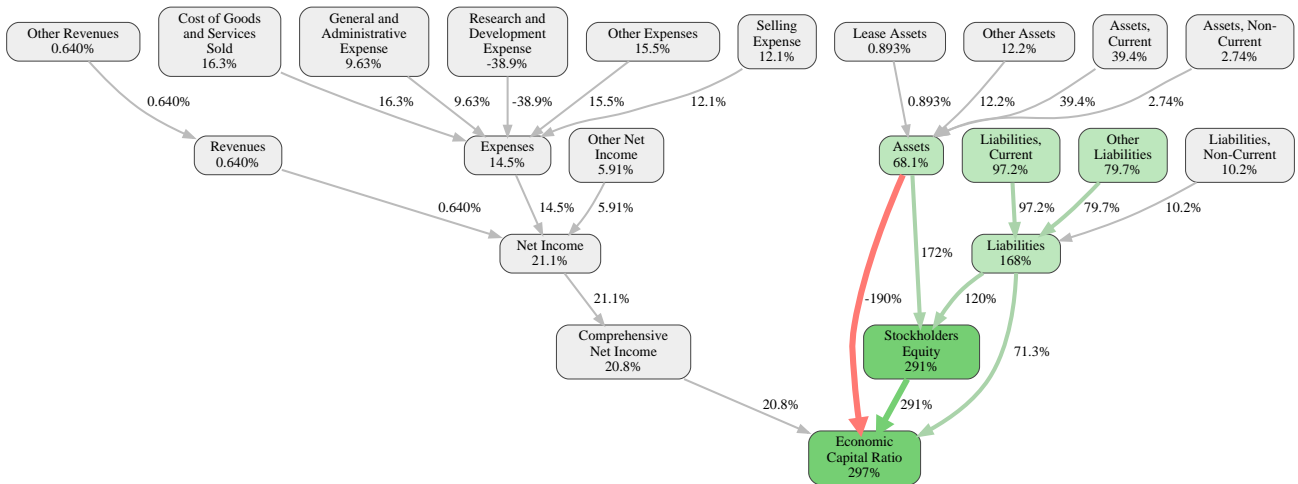 Other Revenues
0.640%
Cost of Goods
and Services
Sold
16.3%
General and
Administrative
Expense
9.63%
Research and
Development
Expense
-38.9%
Other Expenses
15.5%
Selling
Expense
12.1%
Lease Assets
0.893%
Other Assets
12.2%
Assets,
Current
39.4%
Assets, Non-
Current
2.74%
0.640%
16.3%
9.63%
-38.9%
15.5%
12.1%
0.893%
12.2%
39.4%
2.74%
Revenues
0.640%
Expenses
14.5%
Other Net
Income
5.91%
Assets
68.1%
Liabilities,
Current
97.2%
Other
Liabilities
79.7%
Liabilities,
Non-Current
10.2%
0.640%
14.5%
5.91%
97.2%
79.7%
10.2%
Net Income
21.1%
172%
Liabilities
168%
21.1%
-190%
120%
Comprehensive
Net Income
20.8%
Stockholders
Equity
291%
71.3%
20.8%
291%
Economic
Capital Ratio
297%